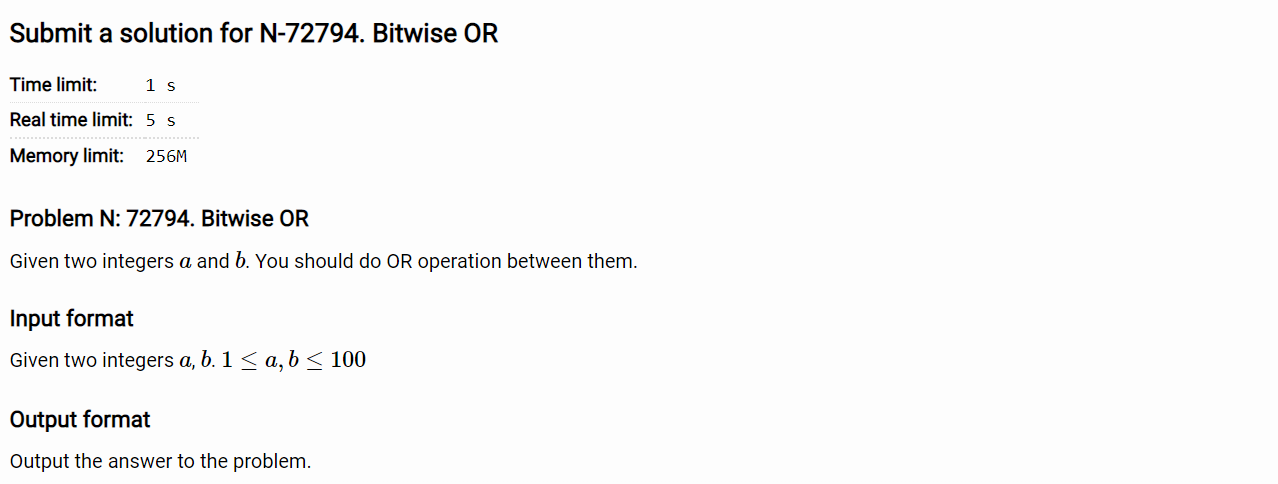 Submit a solution for N-72794. Bitwise OR
Time limit: 1 s
Real time limit: 5 s
Memory limit: 256M
Problem N: 72794. Bitwise OR
Given two integers a and b. You should do OR operation between them.
Input format
Given two integers a, b. 1 ≤ a, b ≤ 100
Output format
Output the answer to the problem.